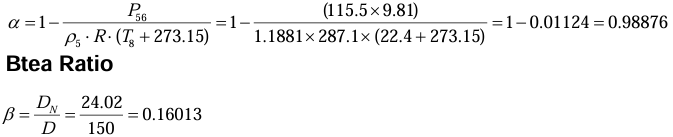 α = 1 − P₅₆ / (ρ₅ · R · (T₈ + 273.15)) = 1 − (115.5 × 9.81) / (1.1881 × 287.1 × (22.4 + 273.15)) = 1 − 0.01124 = 0.98876
Btea Ratio
β = D_N / D = 24.02 / 150 = 0.16013